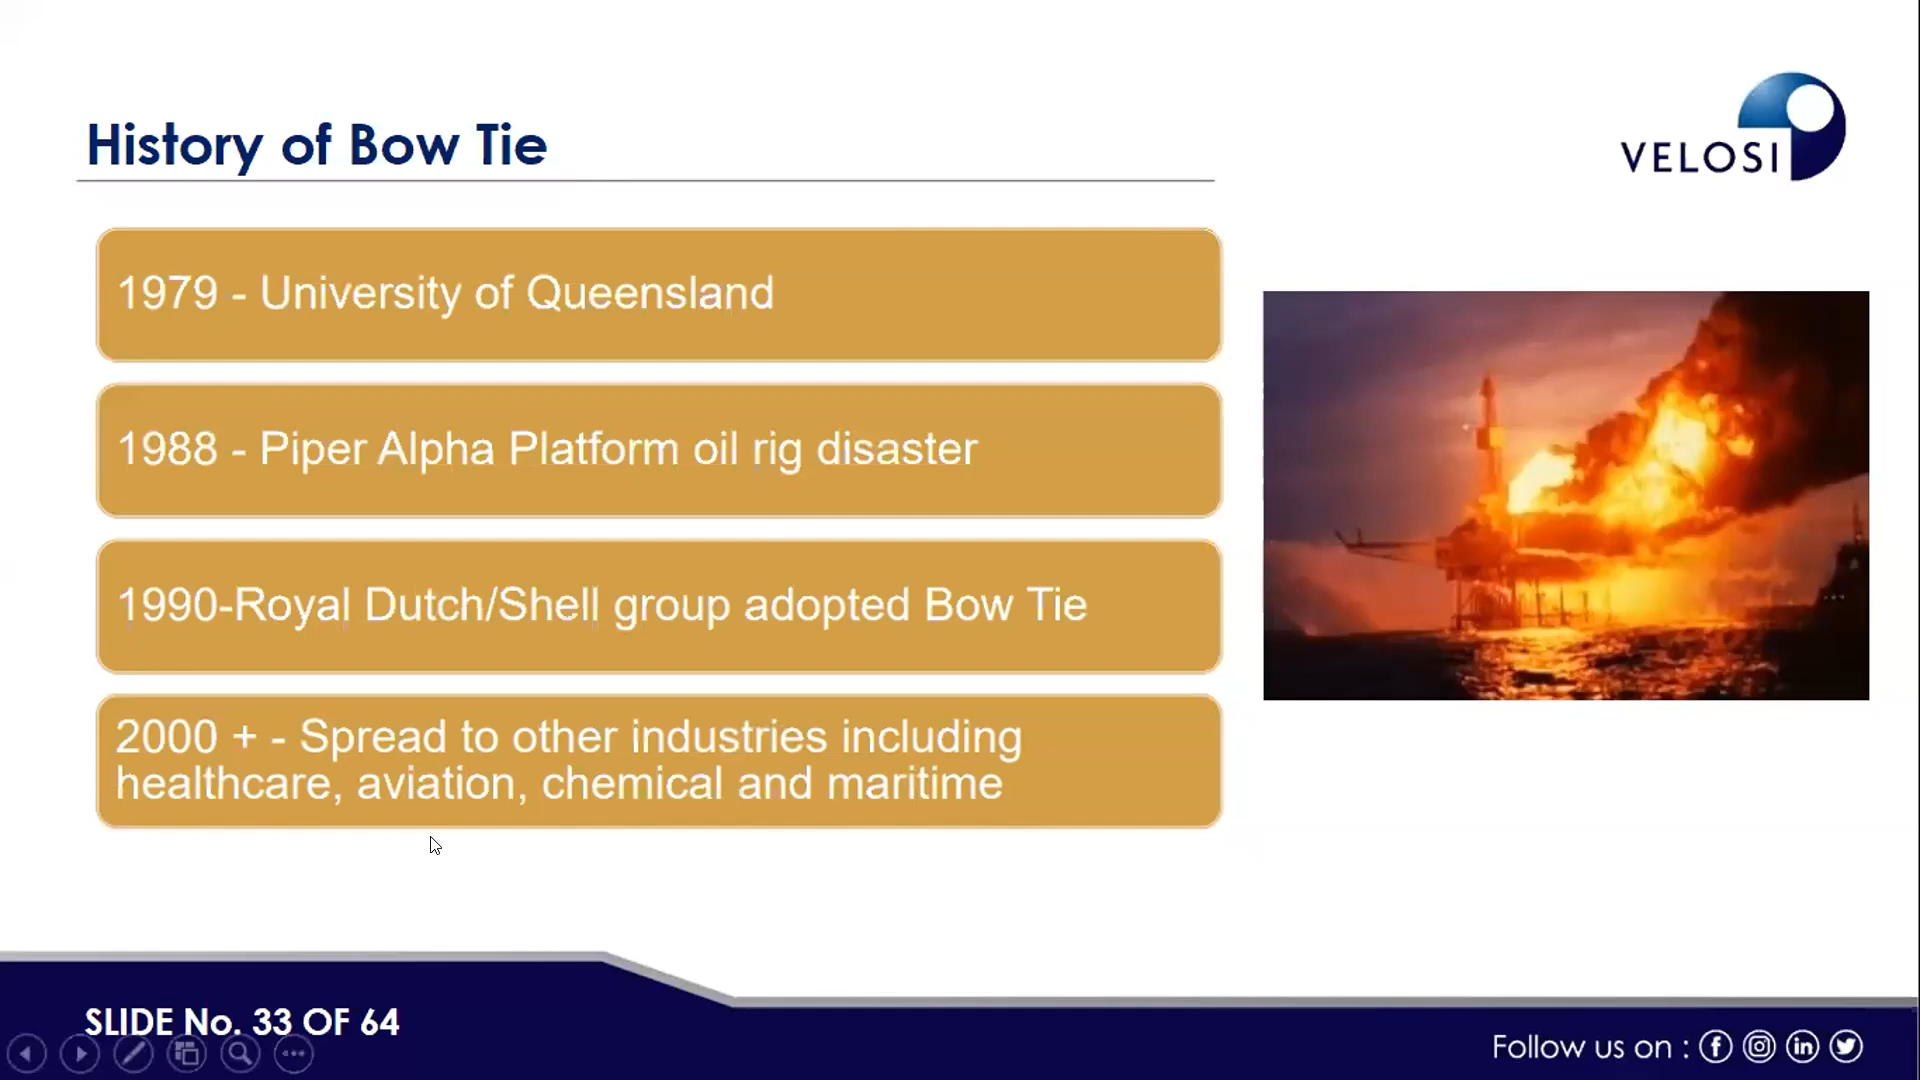 History of Bow Tie
VELOSI
1979 - University of Queensland
1988 - Piper Alpha Platform oil rig disaster
1990-Royal Dutch/Shell group adopted Bow Tie
2000 + - Spread to other industries including
healthcare, aviation, chemical and maritime
SLIDE No. 33 OF 64
Follow us on :